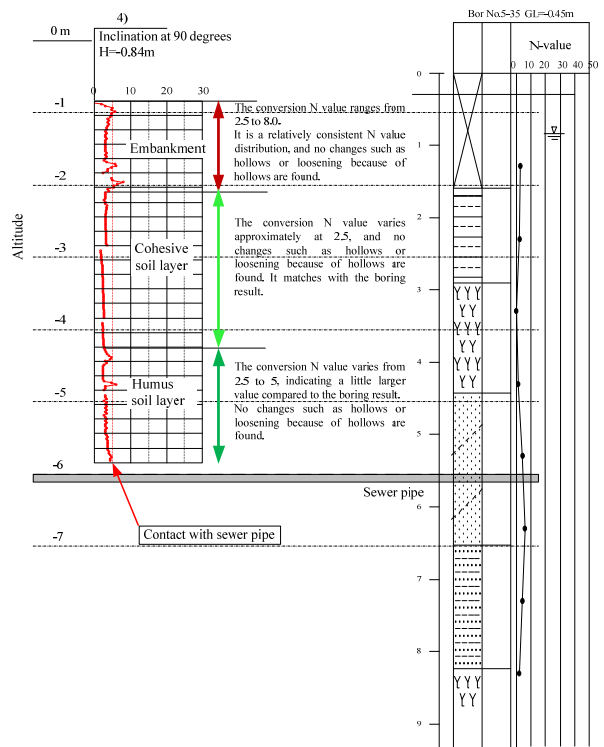 4)
Bor No.5-35 GL=-0.45m
0 m
Inclination at 90 degrees
H=-0.84m
N-value
0 10 20 30
0 10 20 30 40 50
Altitude
-1
-2
-3
-4
-5
-6
-7
Embankment
Cohesive
soil layer
Humus
soil layer
The conversion N value ranges from
2.5 to 8.0.
It is a relatively consistent N value
distribution, and no changes such as
hollows or loosening because of
hollows are found.
The conversion N value varies
approximately at 2.5, and no
changes such as hollows or
loosening because of hollows are
found. It matches with the boring
result.
The conversion N value varies from
2.5 to 5, indicating a little larger
value compared to the boring result.
No changes such as hollows or
loosening because of hollows are
found.
Sewer pipe
Contact with sewer pipe
0
1
2
3
4
5
6
7
8
9